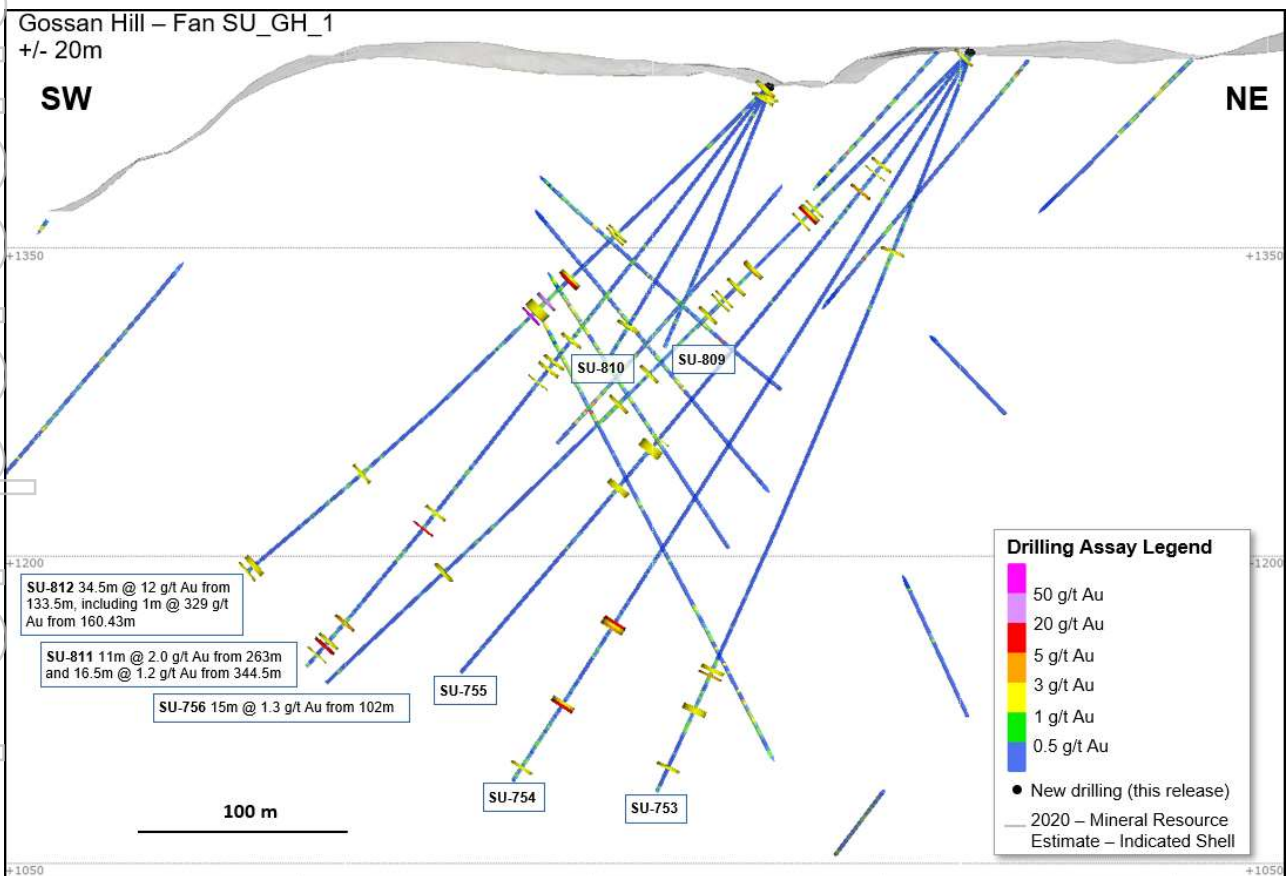 Gossan Hill – Fan SU_GH_1
+/- 20m
SW
NE
+1350
+1350
SU-810
SU-809
+1200
-1200
SU-812 34.5m @ 12 g/t Au from
133.5m, including 1m @ 329 g/t
Au from 160.43m
SU-811 11m @ 2.0 g/t Au from 263m
and 16.5m @ 1.2 g/t Au from 344.5m
SU-756 15m @ 1.3 g/t Au from 102m
SU-755
SU-754
SU-753
100 m
Drilling Assay Legend
50 g/t Au
20 g/t Au
5 g/t Au
3 g/t Au
1 g/t Au
0.5 g/t Au
New drilling (this release)
2020 – Mineral Resource
Estimate – Indicated Shell
+1050
+1050